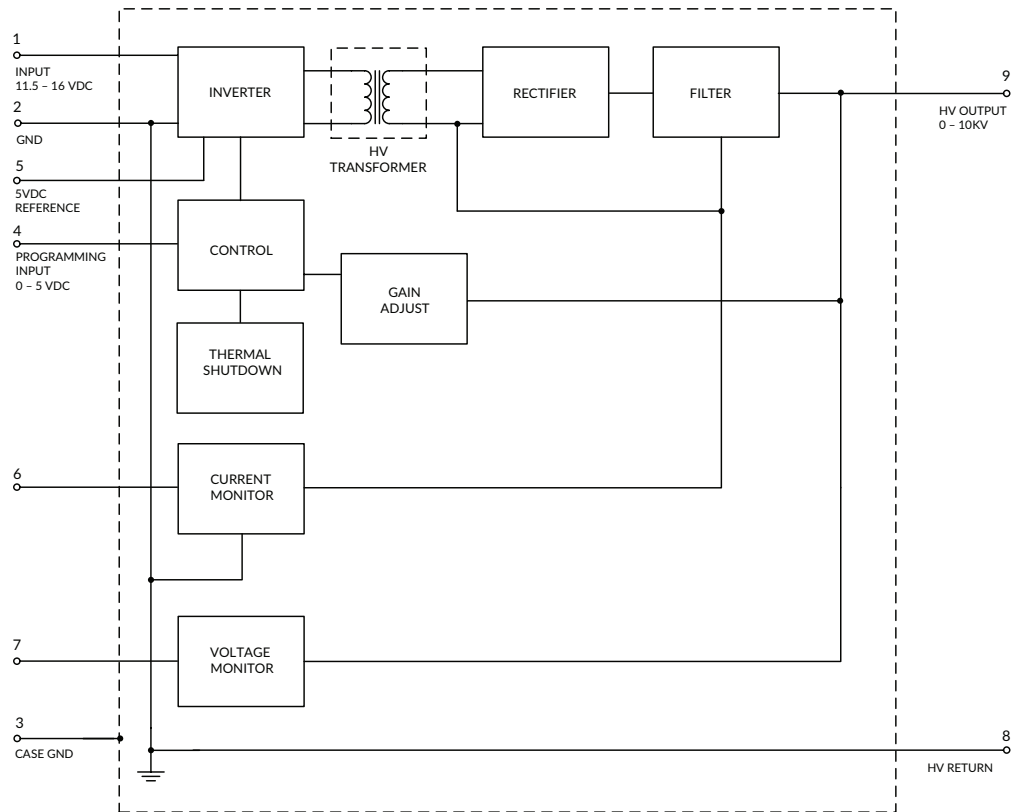 1
INPUT
11.5 – 16 VDC
2
GND
5
5VDC
REFERENCE
4
PROGRAMMING
INPUT
0 – 5 VDC
INVERTER
HV
TRANSFORMER
RECTIFIER
FILTER
9
HV OUTPUT
0 – 10KV
CONTROL
GAIN
ADJUST
THERMAL
SHUTDOWN
6
CURRENT
MONITOR
7
VOLTAGE
MONITOR
3
CASE GND
8
HV RETURN